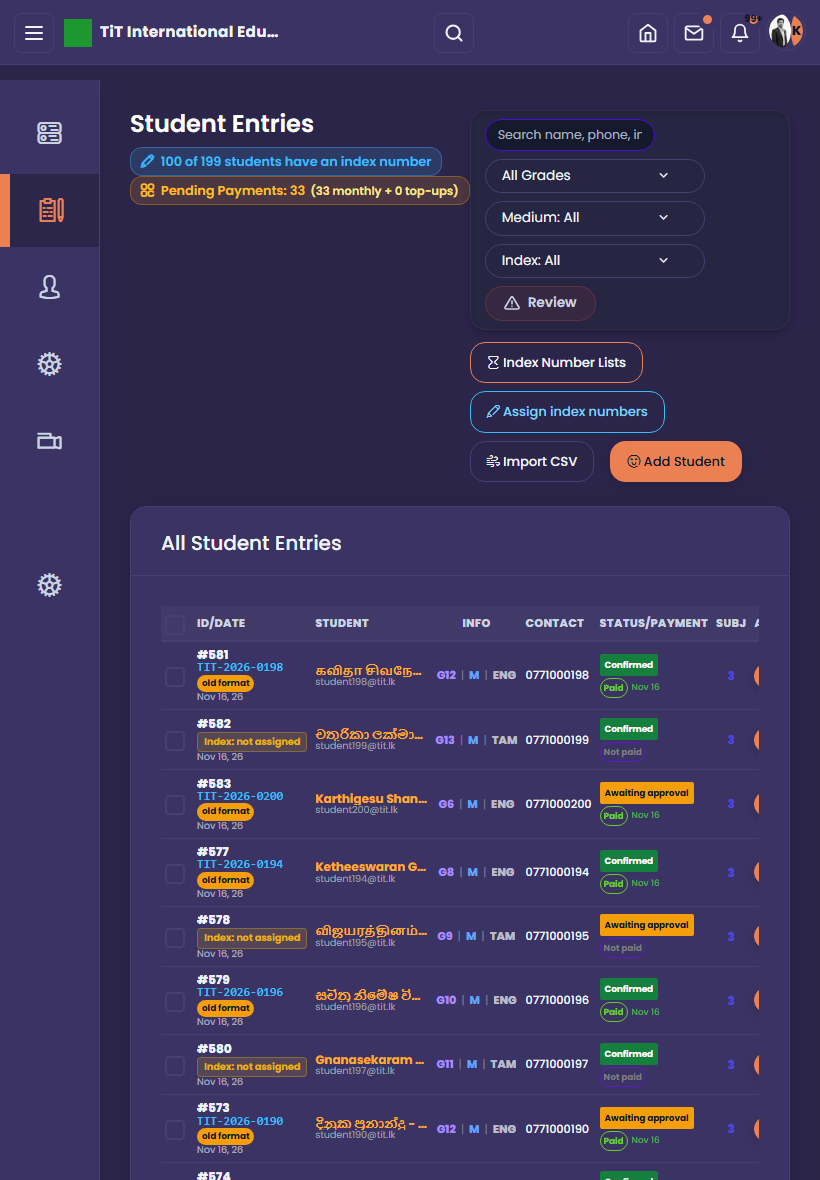 TiT International Edu...
99+
K
Student Entries
100 of 199 students have an index number
Pending Payments: 33 (33 monthly + 0 top-ups)
Search name, phone, ir
All Grades
Medium: All
Index: All
Review
Index Number Lists
Assign index numbers
Import CSV
Add Student
All Student Entries
ID/DATE STUDENT INFO CONTACT STATUS/PAYMENT SUBJ
#581
TIT-2026-0198
old format
Nov 16, 26
கவிதா சிவநே...
student198@tit.lk
G12 | M | ENG
0771000198
Confirmed
Paid Nov 16
3
#582
Index: not assigned
Nov 16, 26
චතුරිකා ලක්මා...
student199@tit.lk
G13 | M | TAM
0771000199
Confirmed
Not paid
3
#583
TIT-2026-0200
old format
Nov 16, 26
Karthigesu Shan...
student200@tit.lk
G6 | M | ENG
0771000200
Awaiting approval
Paid Nov 16
3
#577
TIT-2026-0194
old format
Nov 16, 26
Ketheeswaran G...
student194@tit.lk
G8 | M | ENG
0771000194
Confirmed
Paid Nov 16
3
#578
Index: not assigned
Nov 16, 26
விஜயரத்தினம்...
student195@tit.lk
G9 | M | TAM
0771000195
Awaiting approval
Not paid
3
#579
TIT-2026-0196
old format
Nov 16, 26
සචිත්‍ර නිමේෂ වි...
student196@tit.lk
G10 | M | ENG
0771000196
Confirmed
Paid Nov 16
3
#580
Index: not assigned
Nov 16, 26
Gnanasekaram ...
student197@tit.lk
G11 | M | TAM
0771000197
Confirmed
Not paid
3
#573
TIT-2026-0190
old format
Nov 16, 26
දිනුක ප්‍රනාන්දු - ...
student190@tit.lk
G12 | M | ENG
0771000190
Awaiting approval
Paid Nov 16
3
#574